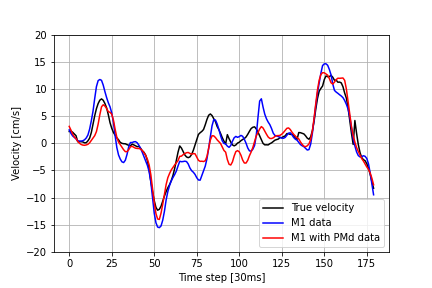 20
15
10
5
0
−5
−10
−15
−20
Velocity [cm/s]
True velocity
M1 data
M1 with PMd data
0 25 50 75 100 125 150 175
Time step [30ms]